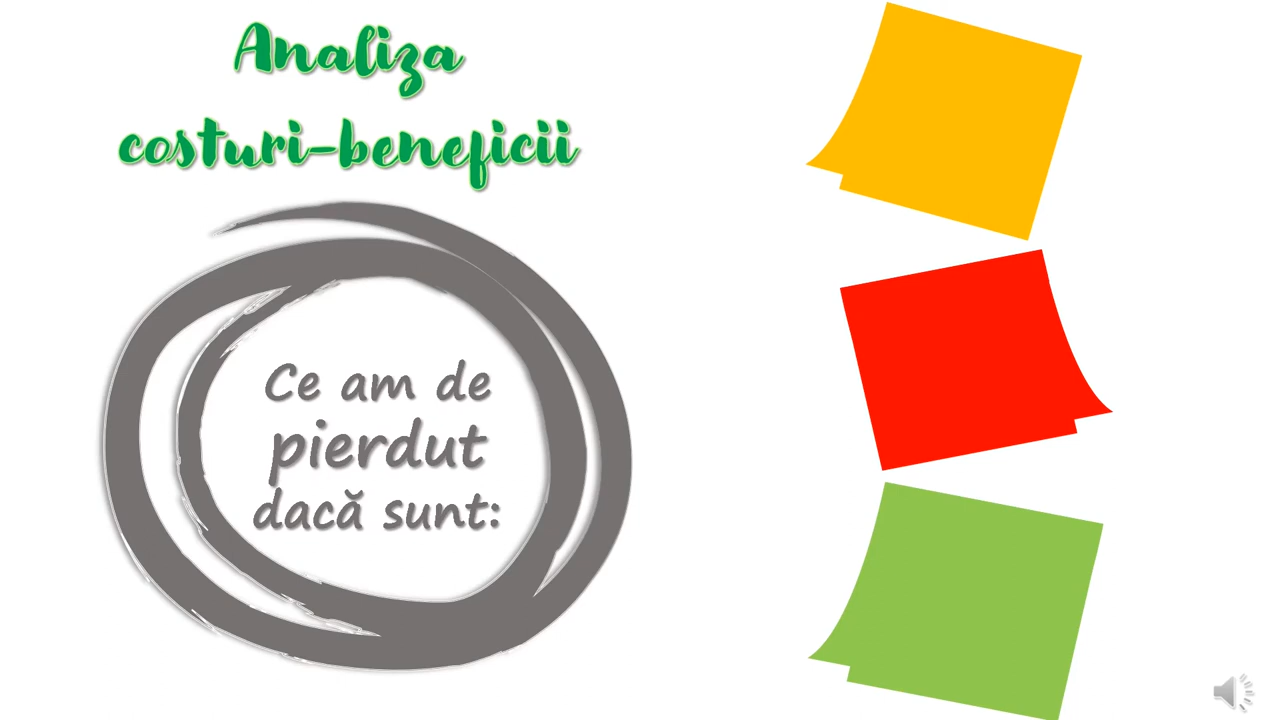 Analiza
costuri-beneficii
Ce am de
pierdut
dacă sunt: